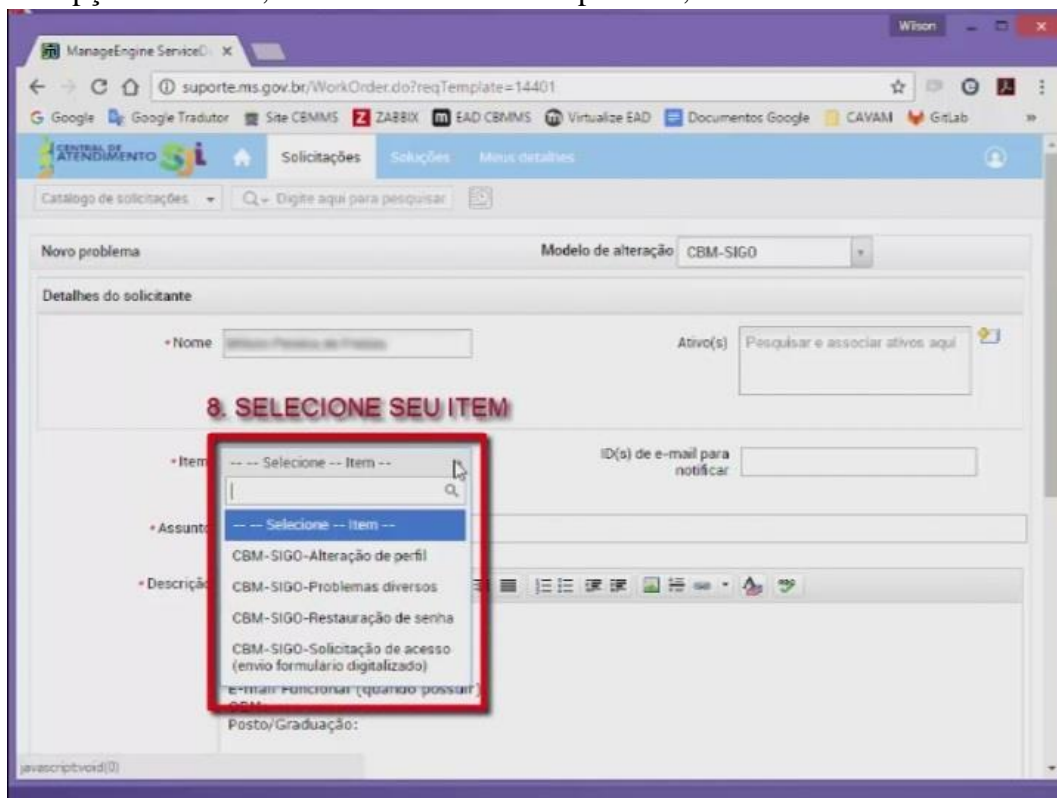 Wilson
ManageEngine ServiceD
suporte.ms.gov.br/WorkOrder.do?reqTemplate=14401
Google Google Tradutor Site CBMMS ZABBIX EAD CBMMS Virtualize EAD Documentos Google CAVAM GitLab »
CENTRAL DE ATENDIMENTO SGI Solicitações Soluções Meus detalhes
Catálogo de solicitações Digite aqui para pesquisar
Novo problema Modelo de alteração CBM-SIGO
Detalhes do solicitante
*Nome Ativo(s) Pesquisar e associar ativos aqui
8. SELECIONE SEU ITEM
*Item -- -- Selecione -- Item -- ID(s) de e-mail para
notificar
-- -- Selecione -- Item --
*Assunto
CBM-SIGO-Alteração de perfil
*Descrição CBM-SIGO-Problemas diversos
CBM-SIGO-Restauração de senha
CBM-SIGO-Solicitação de acesso
(envio formulario digitalizado)
E-mail Funcional (quando possuir)
Posto/Graduação:
javascript:void(0)